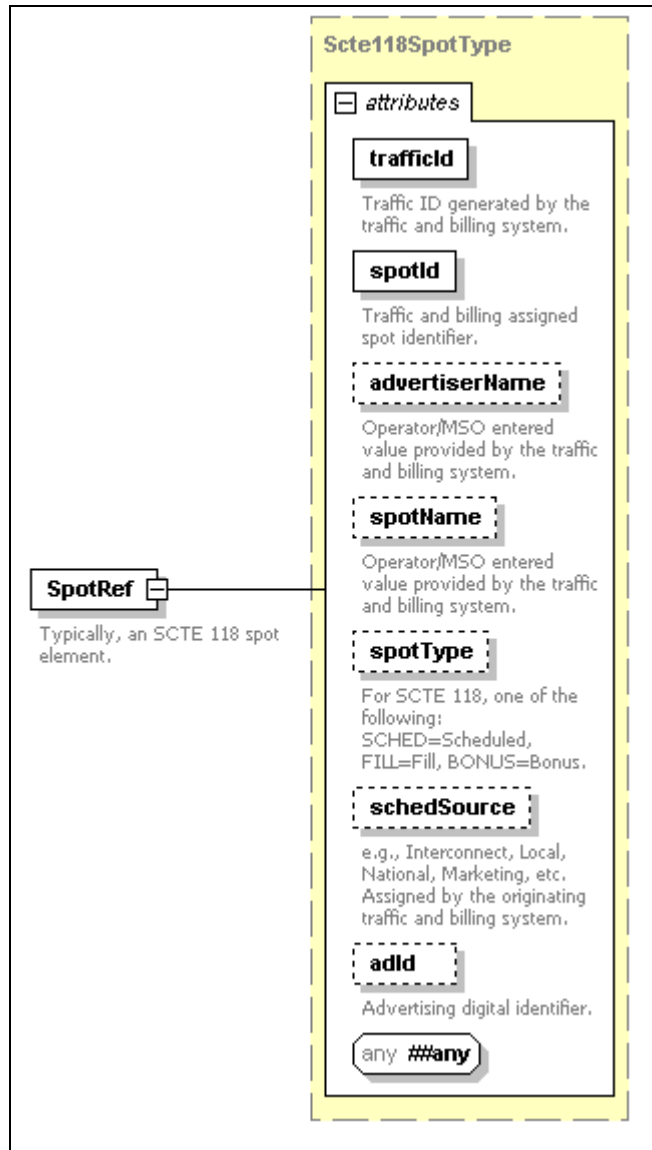 Scte118SpotType
attributes
trafficId
Traffic ID generated by the
traffic and billing system.
spotId
Traffic and billing assigned
spot identifier.
advertiserName
Operator/MSO entered
value provided by the traffic
and billing system.
spotName
Operator/MSO entered
value provided by the traffic
and billing system.
SpotRef
Typically, an SCTE 118 spot
element.
spotType
For SCTE 118, one of the
following:
SCHED=Scheduled,
FILL=Fill, BONUS=Bonus.
schedSource
e.g., Interconnect, Local,
National, Marketing, etc.
Assigned by the originating
traffic and billing system.
adId
Advertising digital identifier.
any ##any